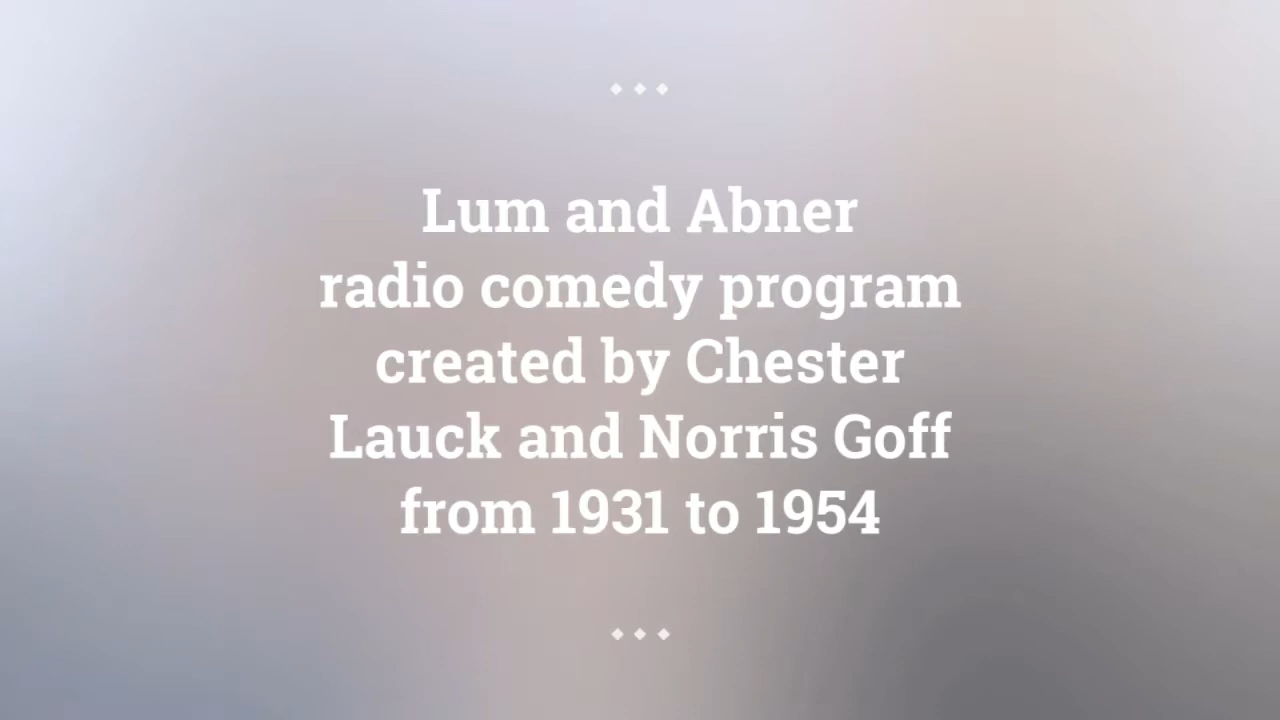 Lum and Abner
radio comedy program
created by Chester
Lauck and Norris Goff
from 1931 to 1954